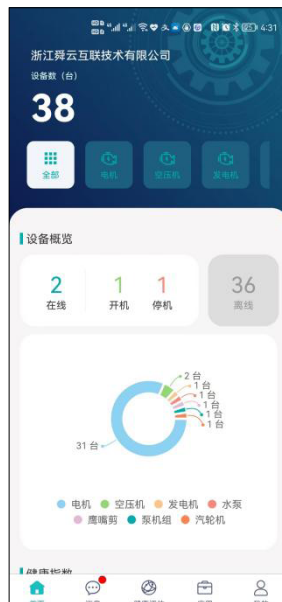 4:31
浙江舜云互联技术有限公司
设备数（台）
38
全部
电机
空压机
发电机
设备概览
2
在线
1
开机
1
停机
36
离线
2 台
1 台
1 台
1 台
1 台
1 台
31 台
电机
空压机
发电机
水泵
鹰嘴剪
泵机组
汽轮机